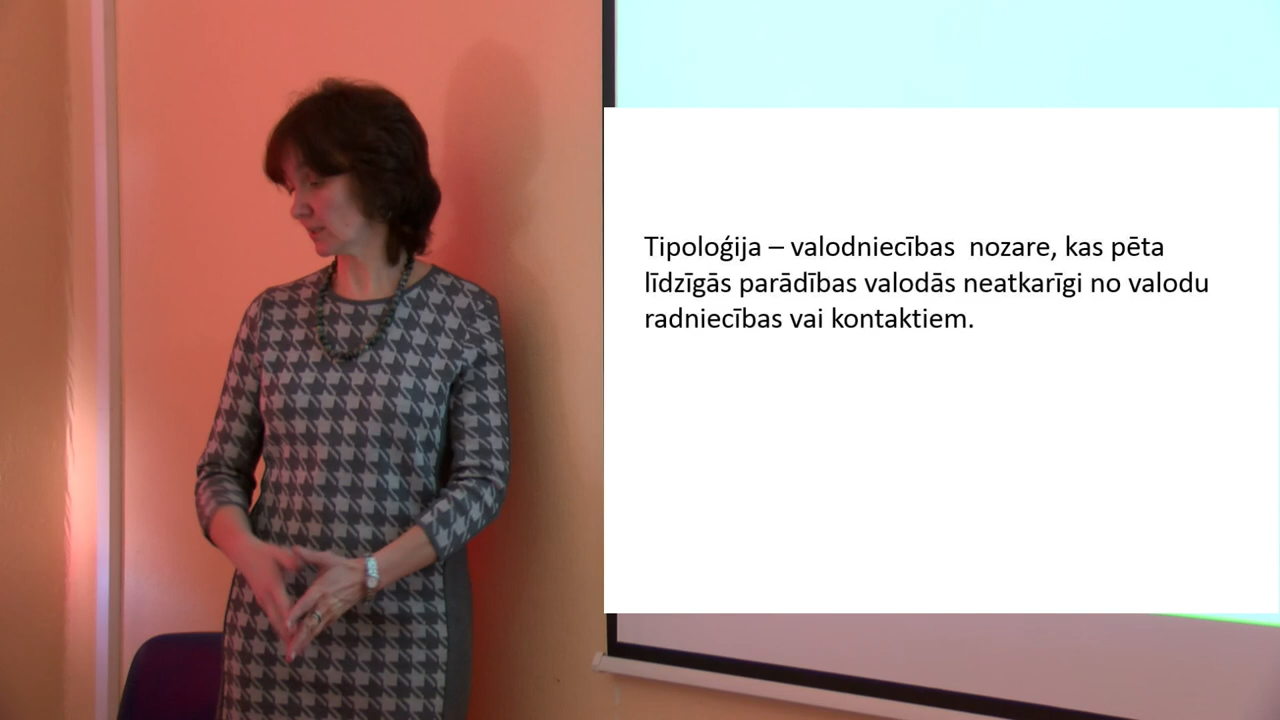 Tipoloģija – valodniecības  nozare, kas pēta
līdzīgās parādības valodās neatkarīgi no valodu
radniecības vai kontaktiem.